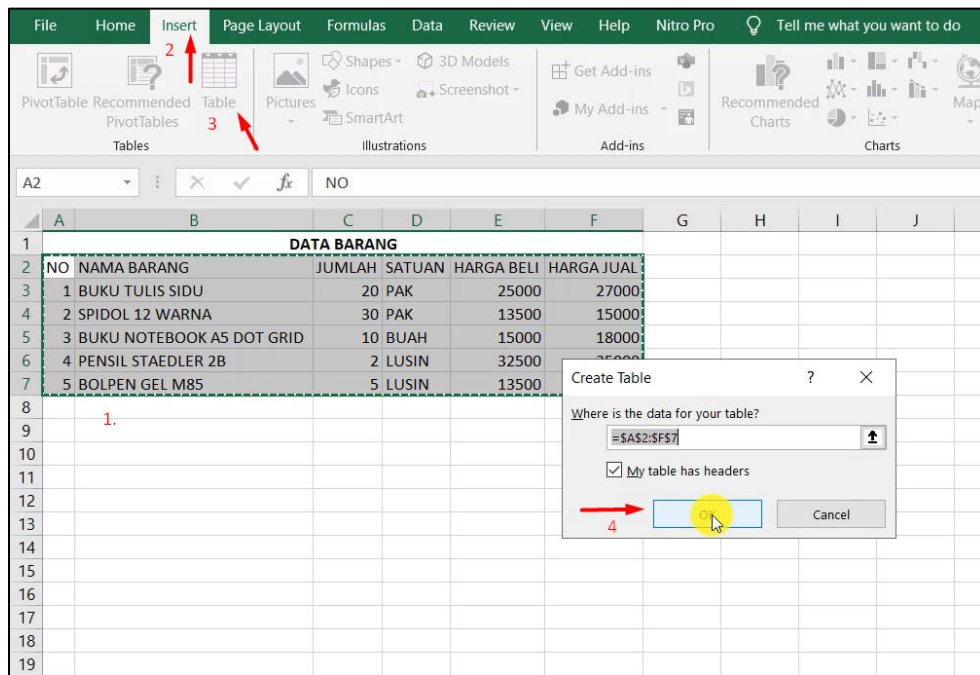 File Home Insert Page Layout Formulas Data Review View Help Nitro Pro Tell me what you want to do
2
PivotTable Recommended PivotTables Table
3
Tables
Pictures Shapes 3D Models
Icons Screenshot
SmartArt
Illustrations
Get Add-ins
My Add-ins
Add-ins
Recommended Charts
Maps
Charts
A2 fx NO
A B C D E F G H I J
1 DATA BARANG
2 NO NAMA BARANG JUMLAH SATUAN HARGA BELI HARGA JUAL
3 1 BUKU TULIS SIDU 20 PAK 25000 27000
4 2 SPIDOL 12 WARNA 30 PAK 13500 15000
5 3 BUKU NOTEBOOK A5 DOT GRID 10 BUAH 15000 18000
6 4 PENSIL STAEDLER 2B 2 LUSIN 32500
7 5 BOLPEN GEL M85 5 LUSIN 13500
8
1.
9
10
11
12
13
14
15
16
17
18
19
Create Table ?
Where is the data for your table?
=$A$2:$F$7
My table has headers
4
OK Cancel